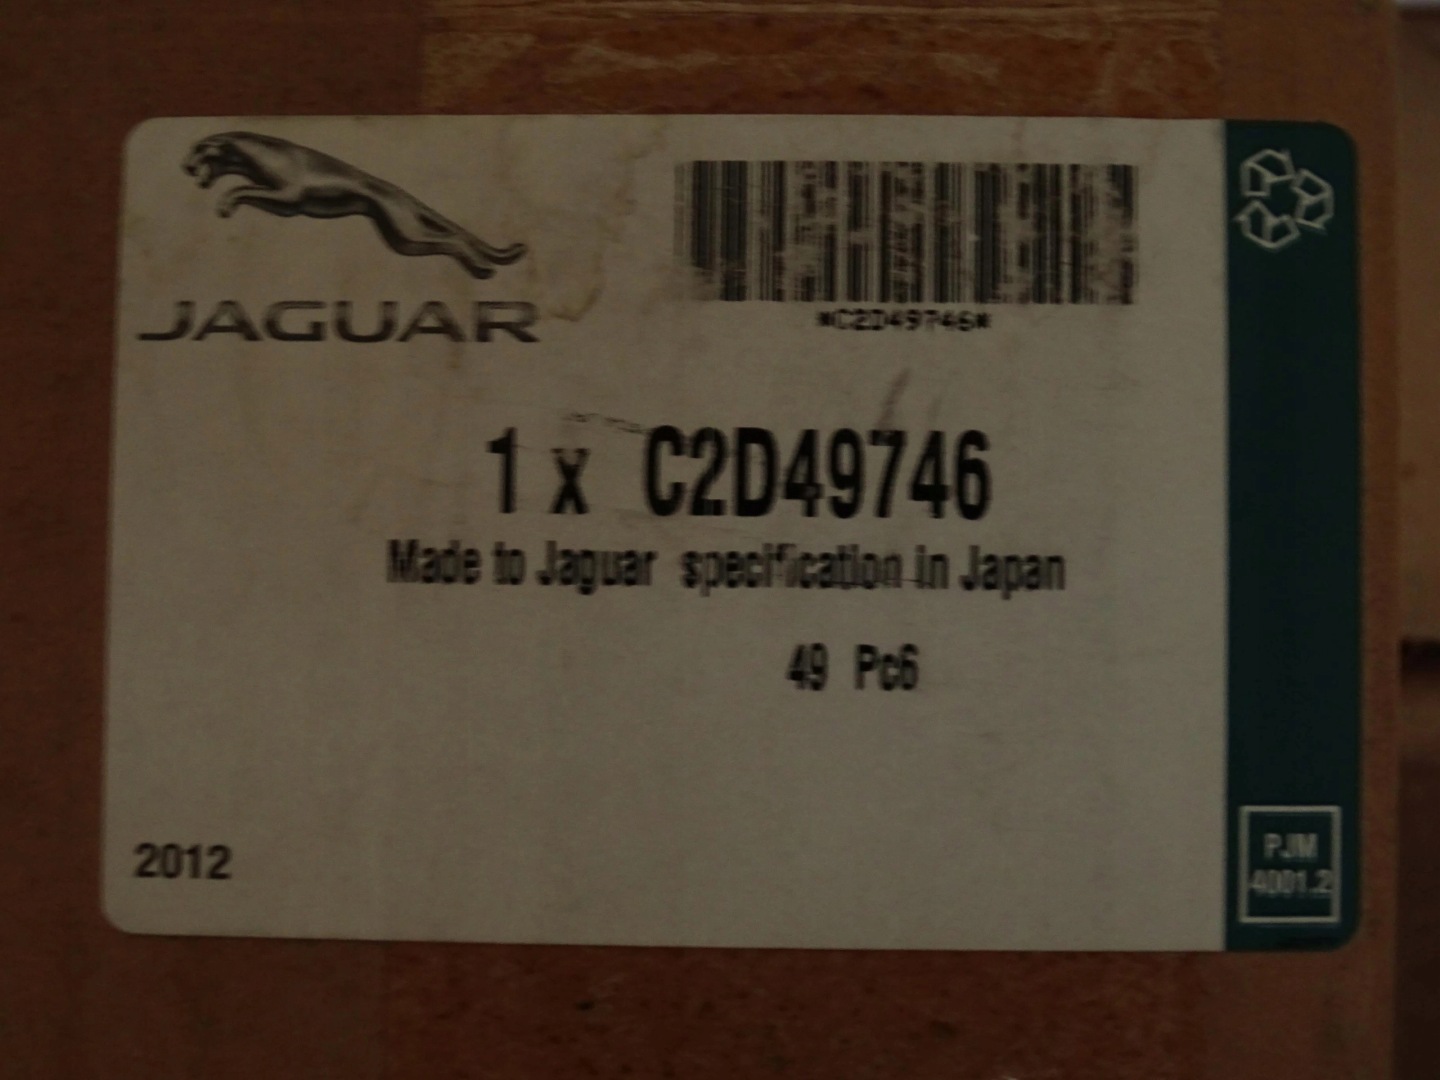 JAGUAR
*C2D49746*
1 x C2D49746
Made to Jaguar specification in Japan
49 Pc6
2012
PJM
4001.2